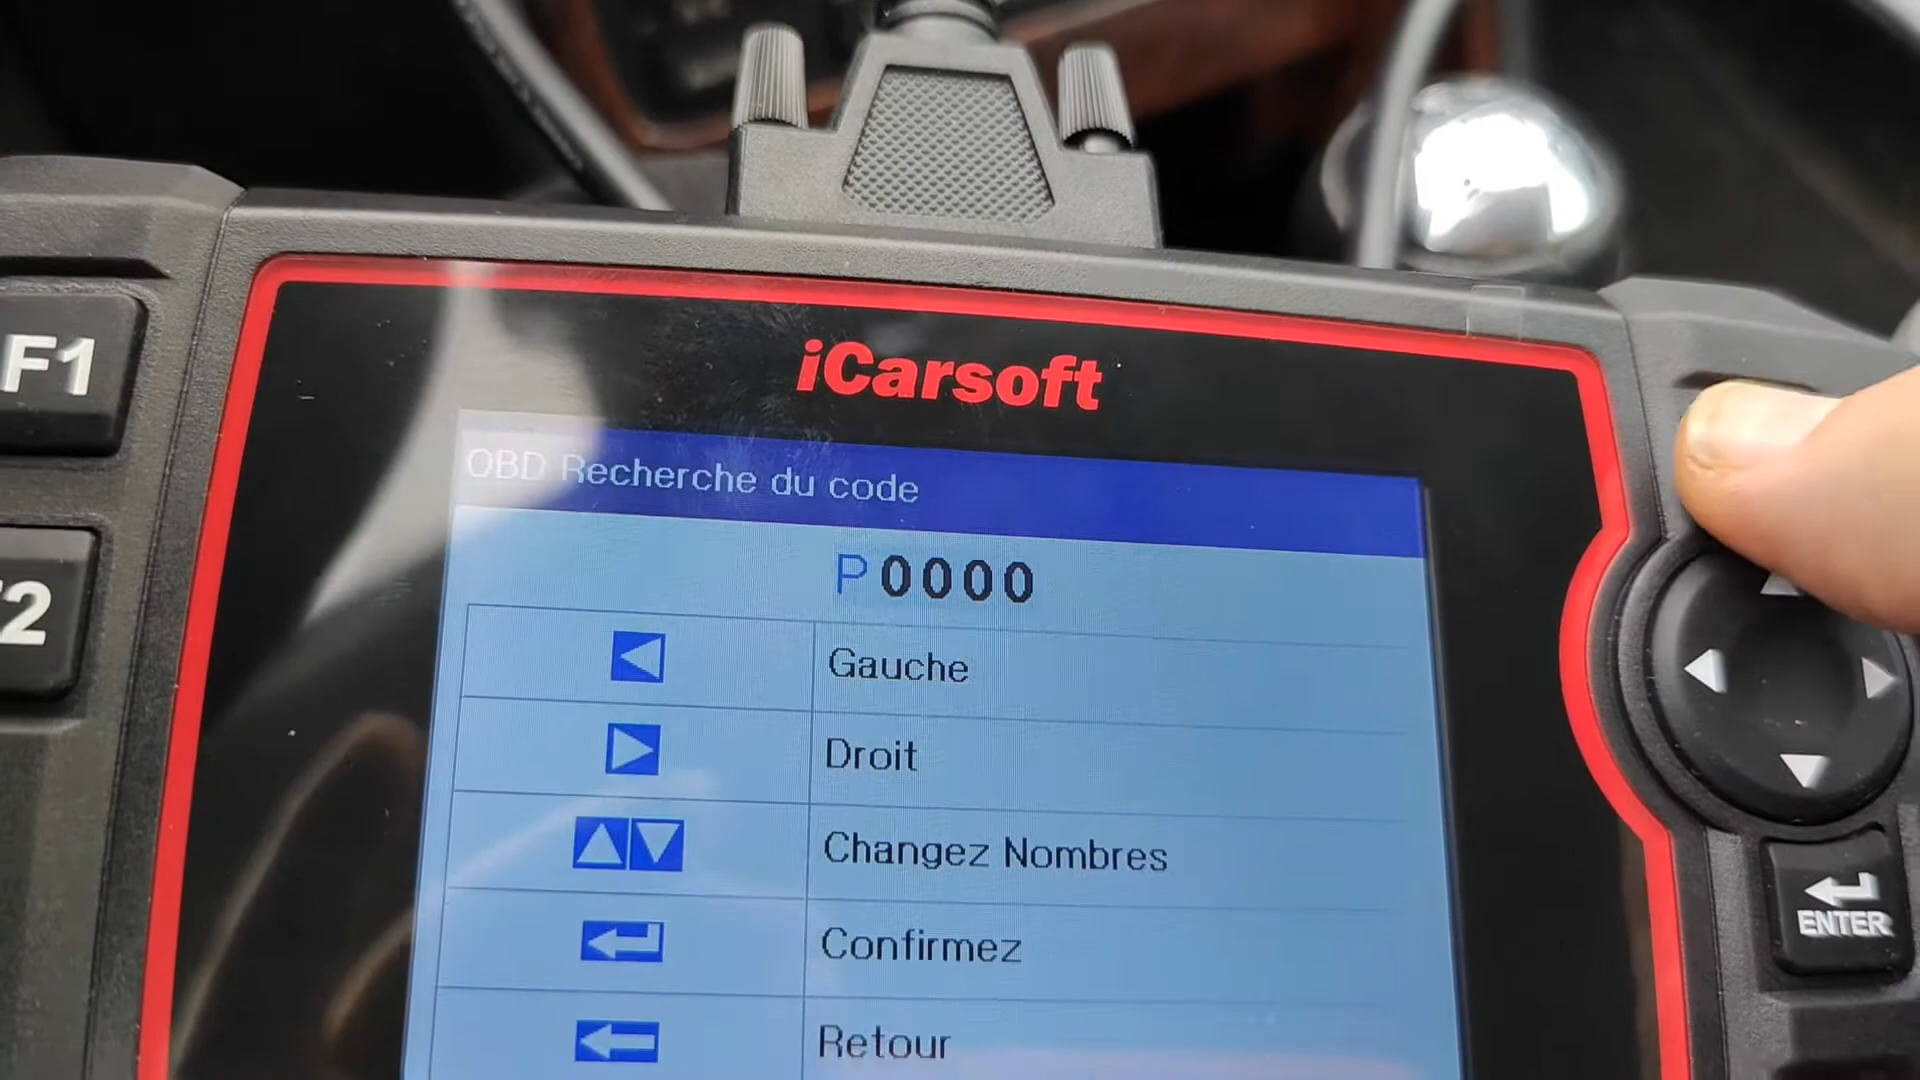 iCarsoft
F1
OBD Recherche du code
P0000
Gauche
Droit
Changez Nombres
Confirmez
Retour
2
ENTER